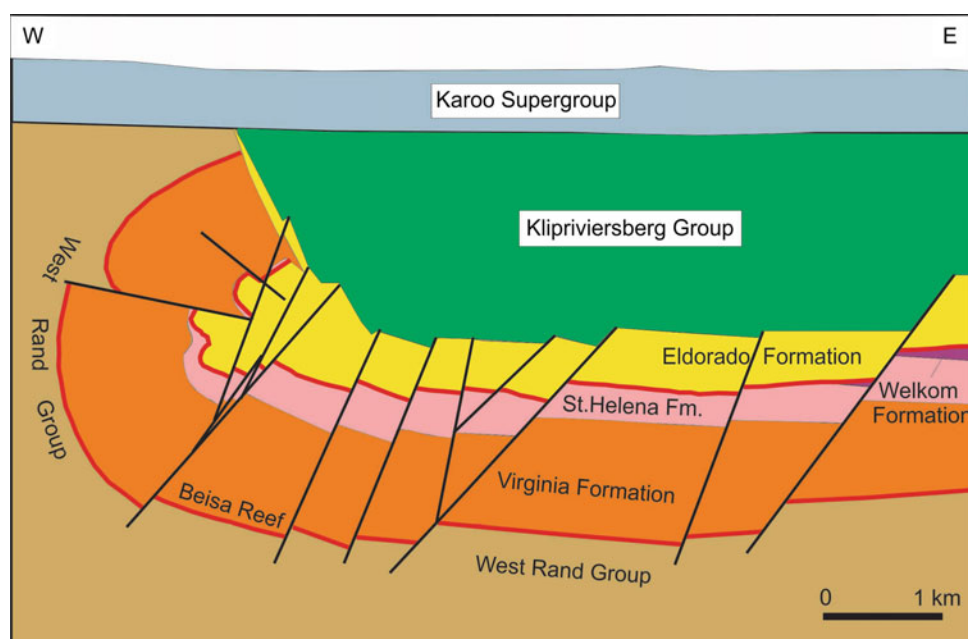 W
E
Karoo Supergroup
Klipriviersberg Group
West
Rand
Group
Eldorado Formation
Welkom
Formation
St.Helena Fm.
Virginia Formation
Beisa Reef
West Rand Group
0 1 km